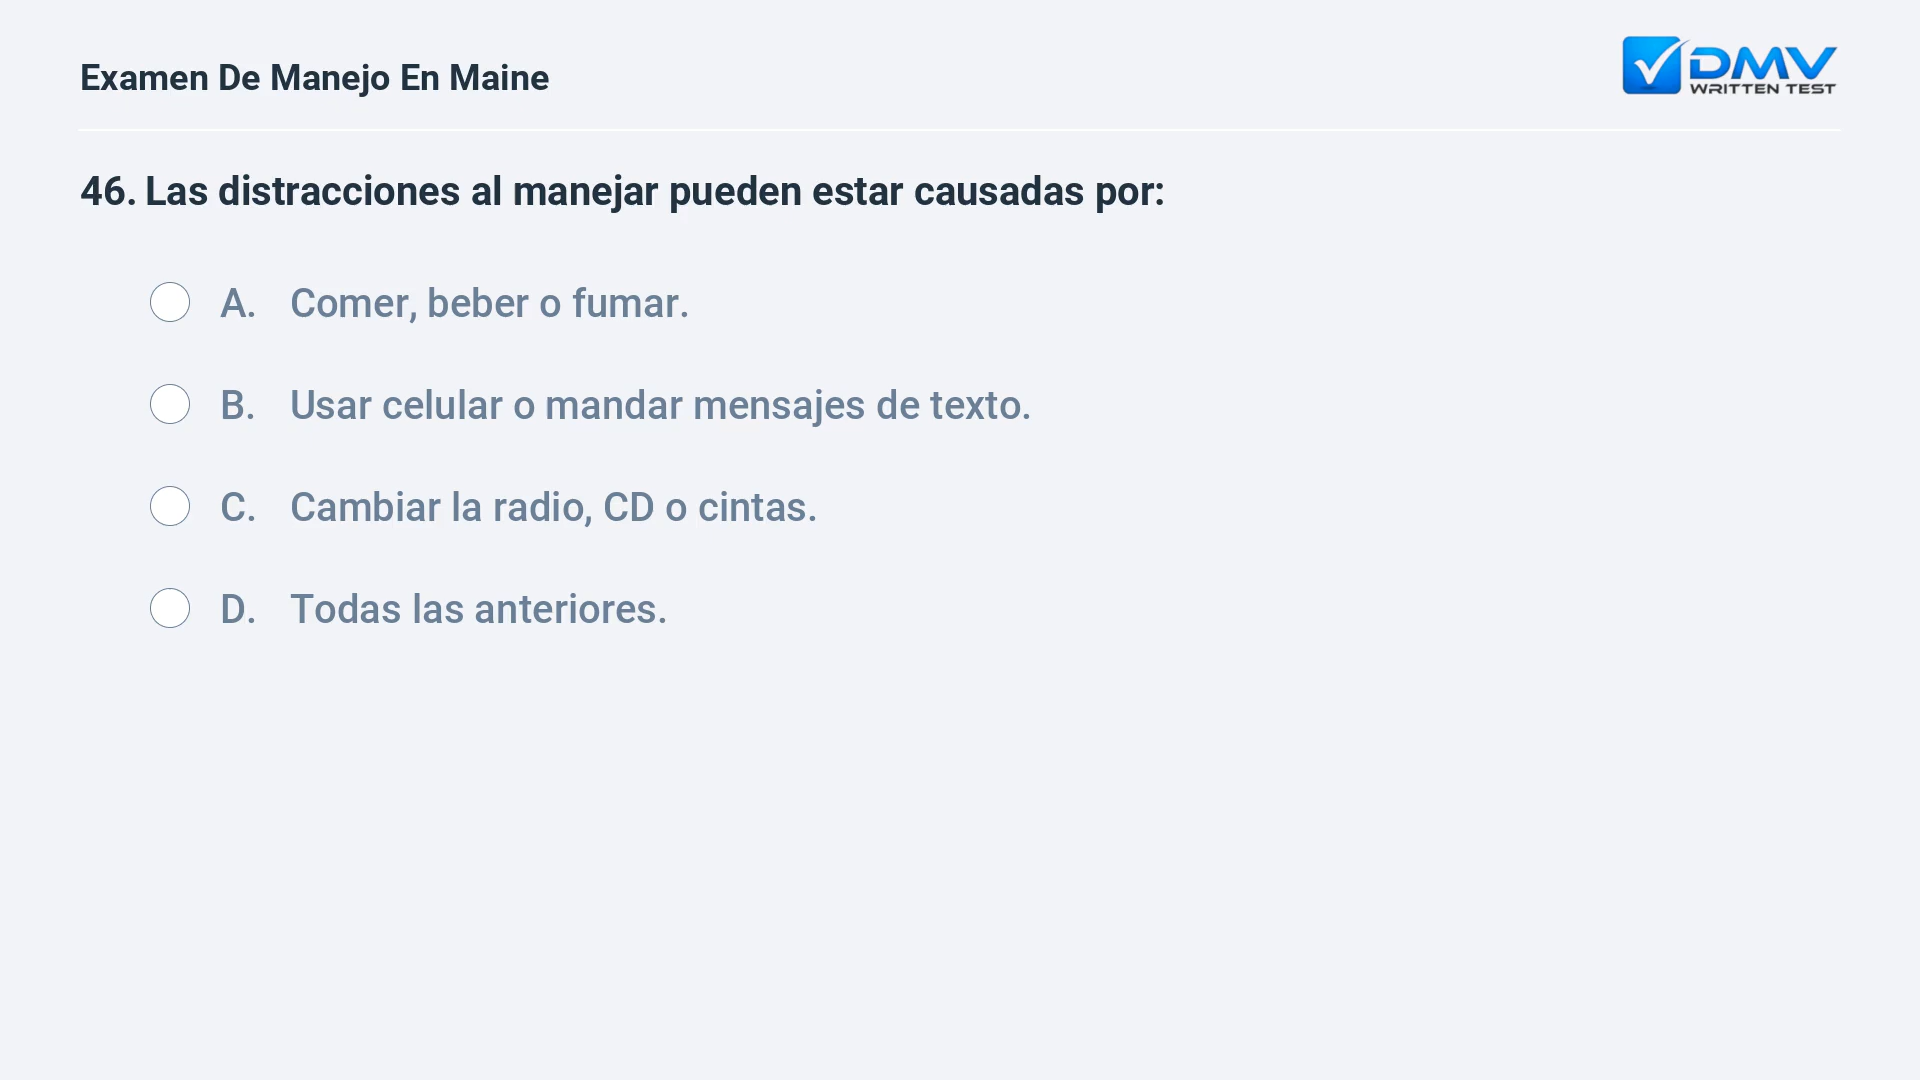 Examen De Manejo En Maine
DMV
WRITTEN TEST
46. Las distracciones al manejar pueden estar causadas por:
A. Comer, beber o fumar.
B. Usar celular o mandar mensajes de texto.
C. Cambiar la radio, CD o cintas.
D. Todas las anteriores.